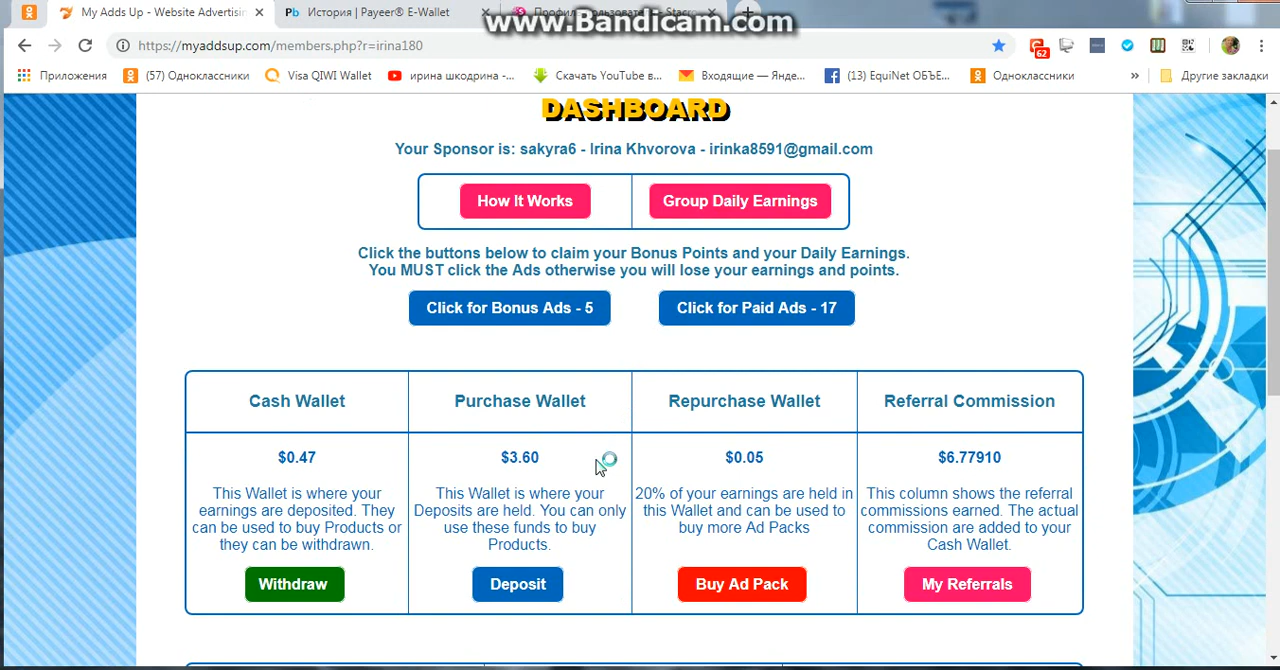 My Adds Up - Website Advertisin
История | Payeer® E-Wallet
www.Bandicam.com
https://myaddsup.com/members.php?r=irina180
62
Приложения
(57) Одноклассники
Visa QIWI Wallet
ирина шкодрина -...
Скачать YouTube в...
Входящие — Янде...
(13) EquiNet ОБЪЕ...
Одноклассники
»
Другие закладки
DASHBOARD
Your Sponsor is: sakyra6 - Irina Khvorova - irinka8591@gmail.com
How It Works
Group Daily Earnings
Click the buttons below to claim your Bonus Points and your Daily Earnings.
You MUST click the Ads otherwise you will lose your earnings and points.
Click for Bonus Ads - 5
Click for Paid Ads - 17
Cash Wallet
Purchase Wallet
Repurchase Wallet
Referral Commission
$0.47
$3.60
$0.05
$6.77910
This Wallet is where your
earnings are deposited. They
can be used to buy Products or
they can be withdrawn.
This Wallet is where your
Deposits are held. You can only
use these funds to buy
Products.
20% of your earnings are held in
this Wallet and can be used to
buy more Ad Packs
This column shows the referral
commissions earned. The actual
commission are added to your
Cash Wallet.
Withdraw
Deposit
Buy Ad Pack
My Referrals